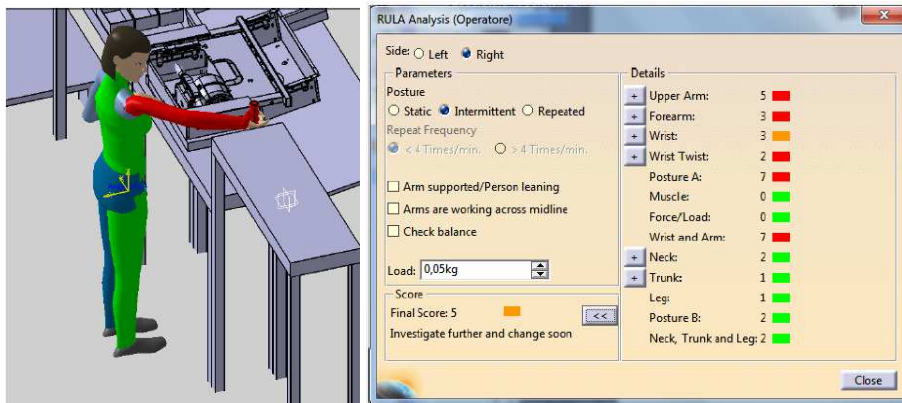 RULA Analysis (Operatore)
Side: Left Right
Parameters
Posture
Static Intermittent Repeated
Repeat Frequency
< 4 Times/min. > 4 Times/min.
Arm supported/Person leaning
Arms are working across midline
Check balance
Load: 0,05kg
Score
Final Score: 5
<<
Investigate further and change soon
Details
+ Upper Arm: 5
+ Forearm: 3
+ Wrist: 3
+ Wrist Twist: 2
Posture A: 7
Muscle: 0
Force/Load: 0
Wrist and Arm: 7
+ Neck: 2
+ Trunk: 1
Leg: 1
Posture B: 2
Neck, Trunk and Leg: 2
Close